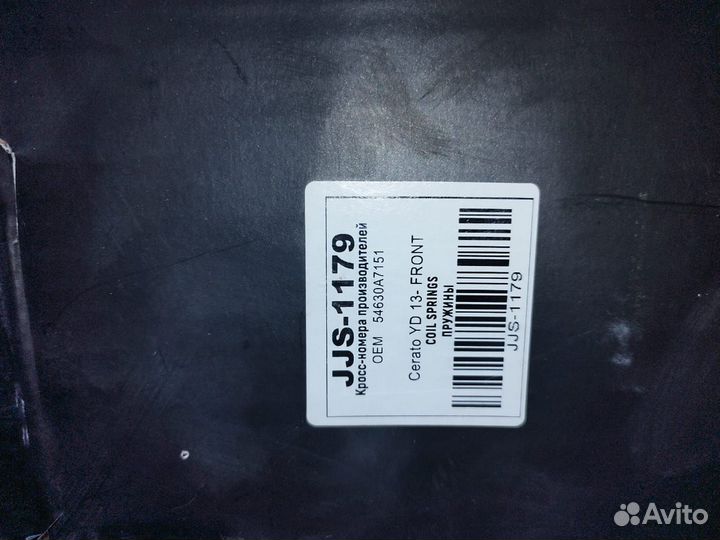 JJS-1179
Кросс-номера производителей
OEM 54630A7151
Cerato YD 13- FRONT
COIL SPRINGS
ПРУЖИНЫ
JJS-1179
Avito